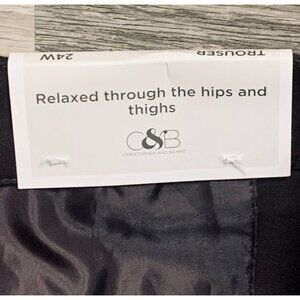 24W
TROUSER
Relaxed through the hips and
thighs
C&B
CHRISTOPHER AND BANKS